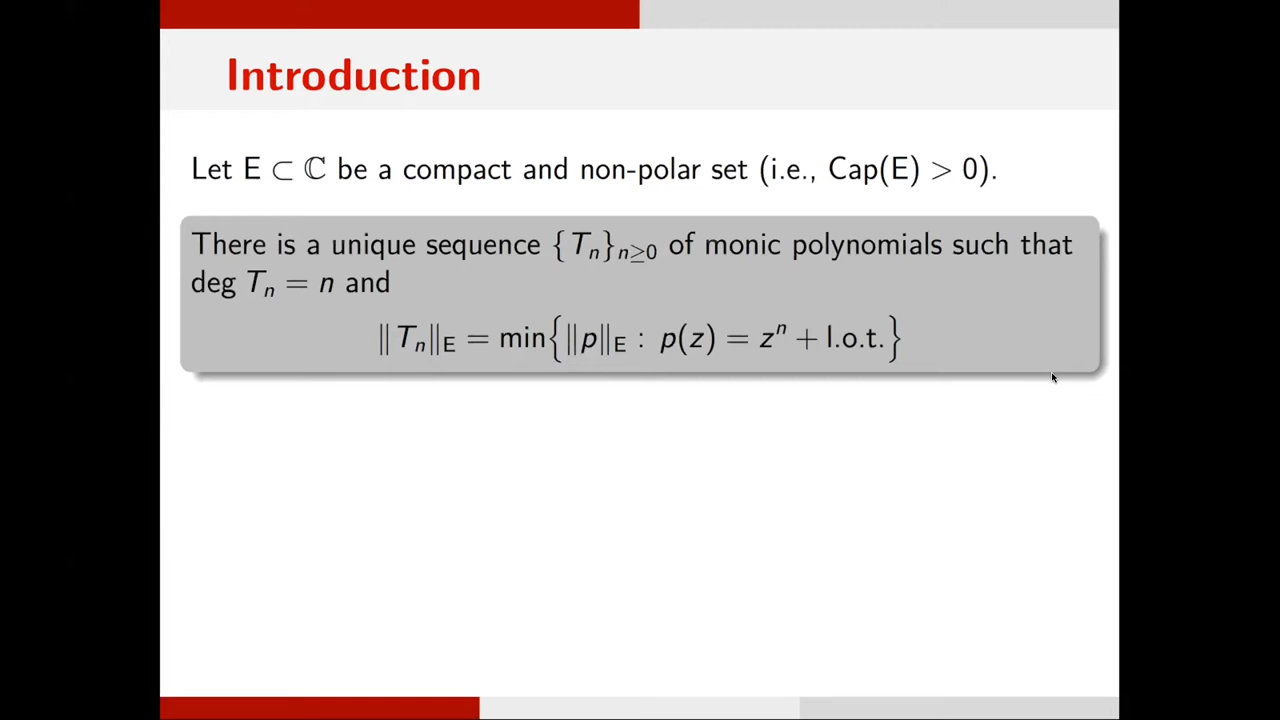 Introduction
Let E ⊂ ℂ be a compact and non-polar set (i.e., Cap(E) > 0).
There is a unique sequence {T_n}_{n≥0} of monic polynomials such that
deg T_n = n and
‖T_n‖_E = min{‖p‖_E : p(z) = z^n + l.o.t.}